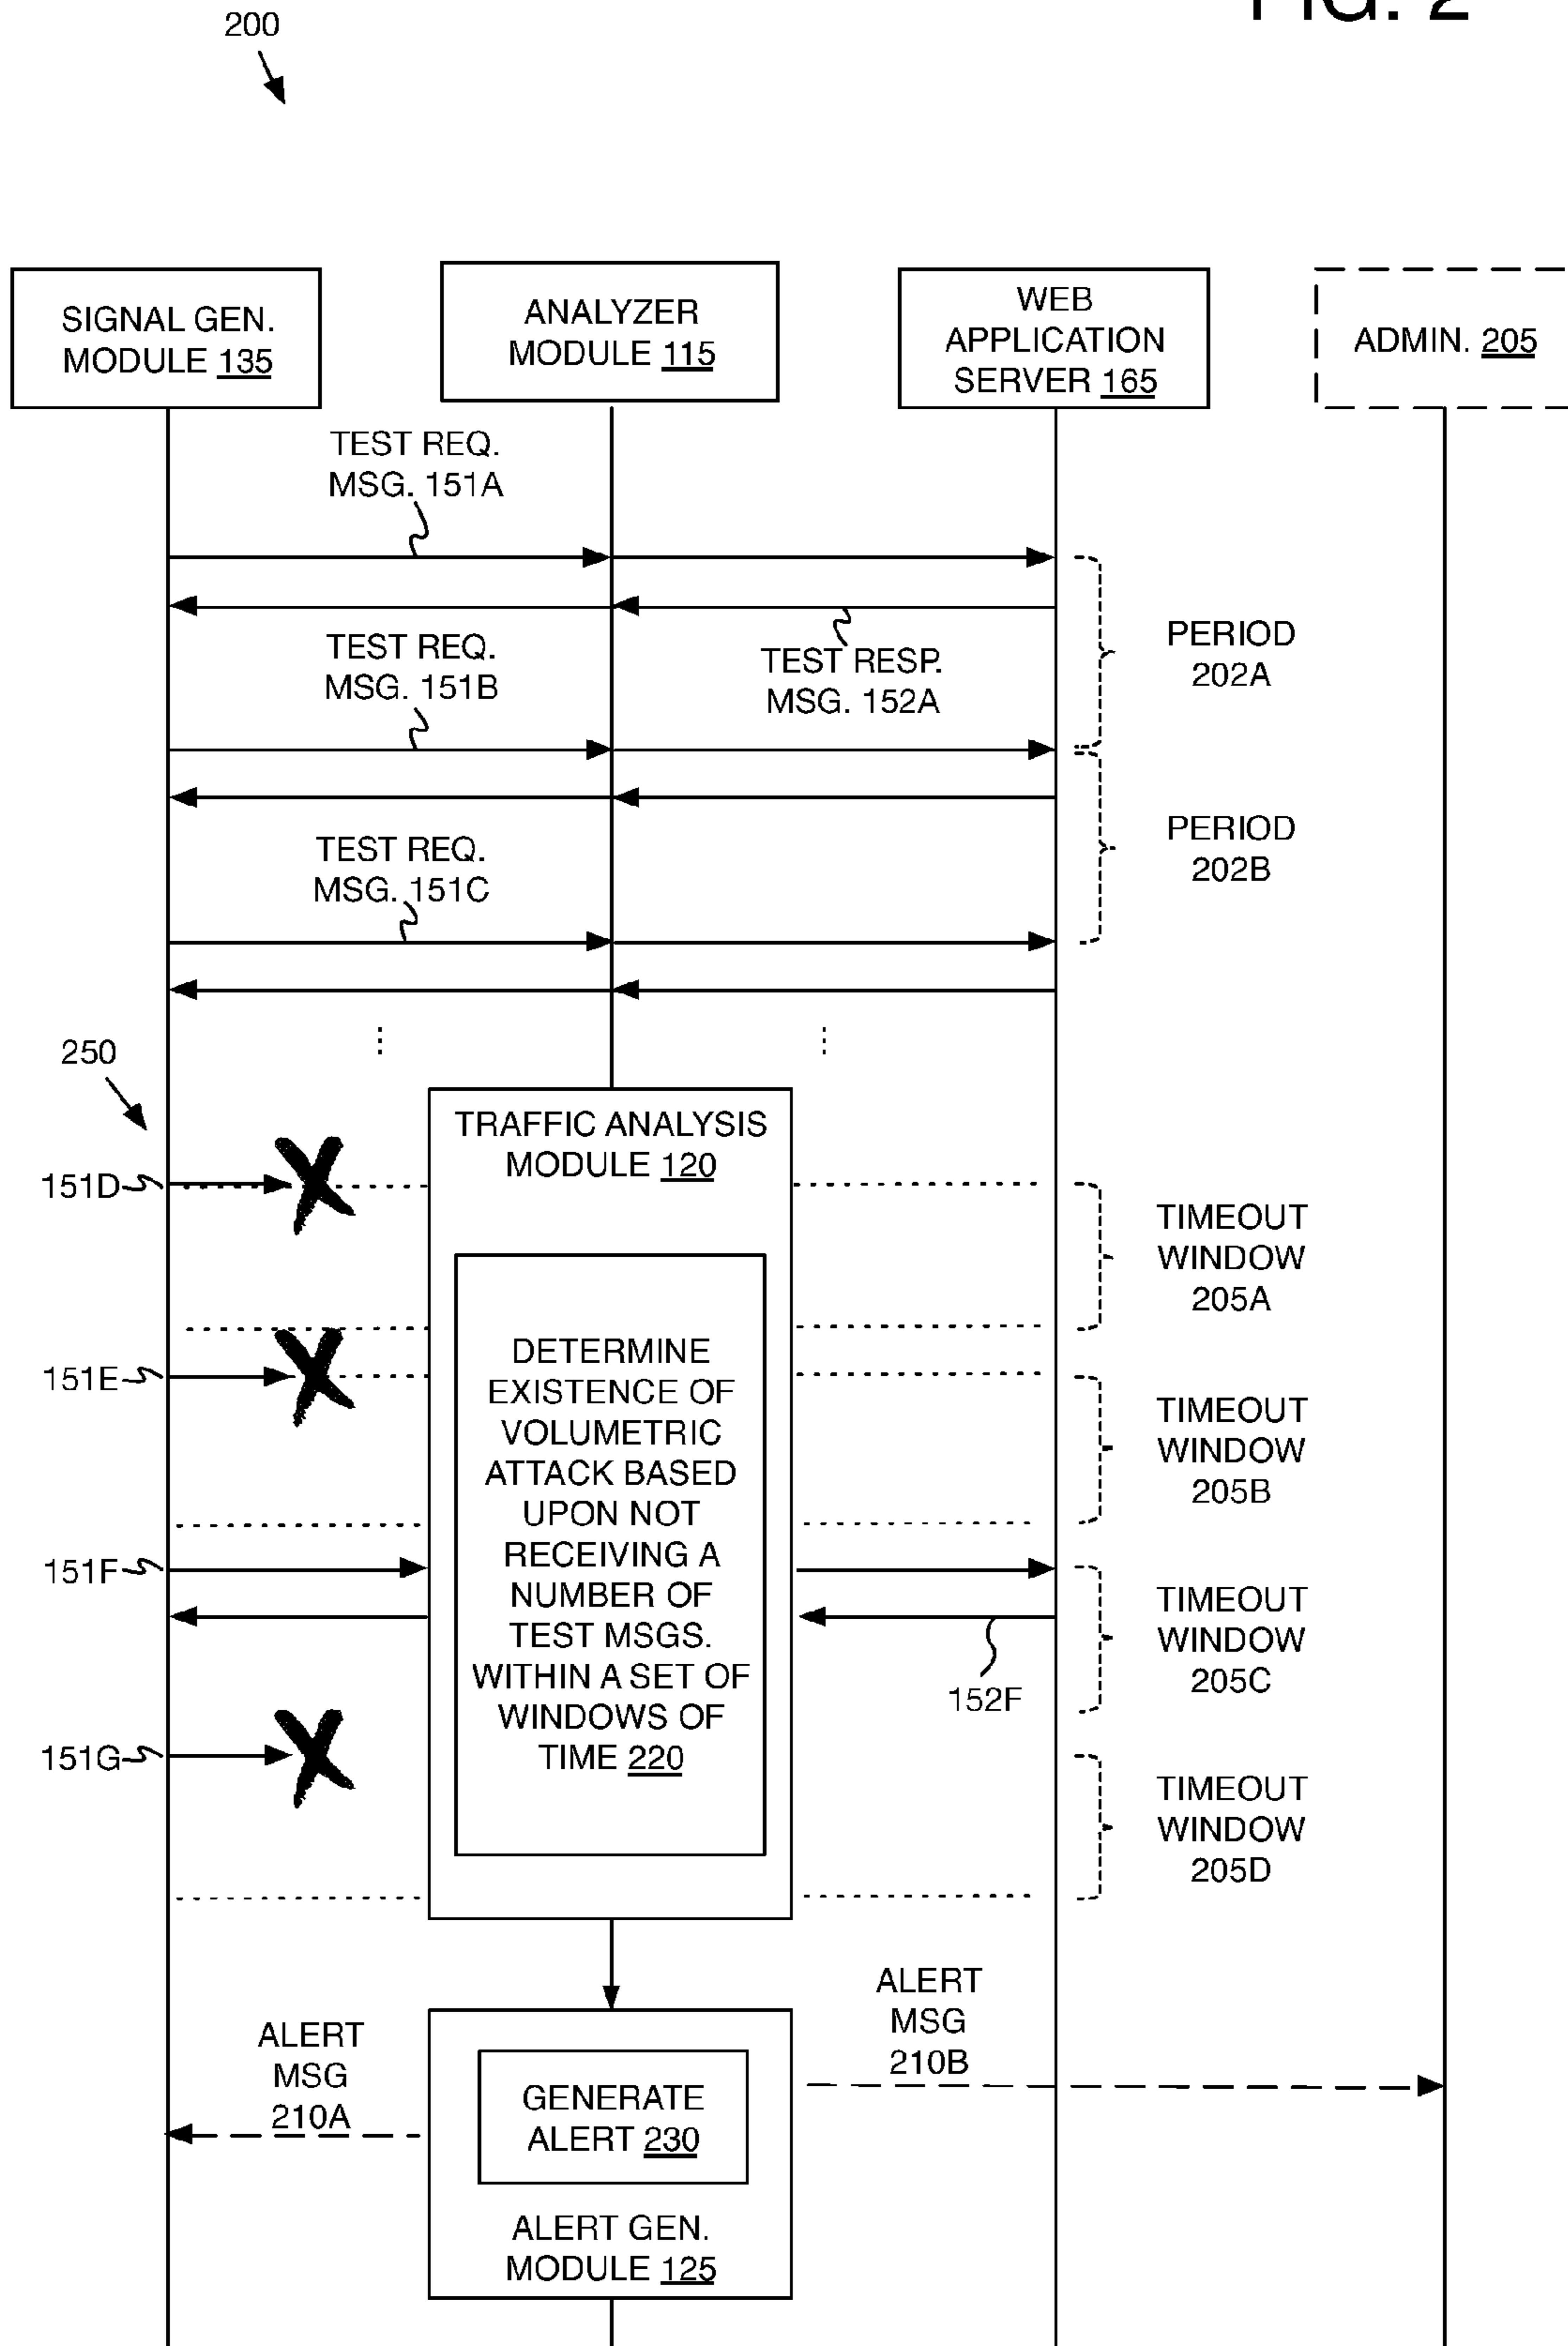 FIG. 2
200
SIGNAL GEN.
MODULE 135
ANALYZER
MODULE 115
WEB
APPLICATION
SERVER 165
ADMIN. 205
TEST REQ.
MSG. 151A
TEST REQ.
MSG. 151B
TEST RESP.
MSG. 152A
PERIOD
202A
TEST REQ.
MSG. 151C
PERIOD
202B
250
TRAFFIC ANALYSIS
MODULE 120
151D
TIMEOUT
WINDOW
205A
DETERMINE
EXISTENCE OF
VOLUMETRIC
ATTACK BASED
UPON NOT
RECEIVING A
NUMBER OF
TEST MSGS.
WITHIN A SET OF
WINDOWS OF
TIME 220
151E
TIMEOUT
WINDOW
205B
151F
152F
TIMEOUT
WINDOW
205C
151G
TIMEOUT
WINDOW
205D
ALERT
MSG
210A
ALERT
MSG
210B
GENERATE
ALERT 230
ALERT GEN.
MODULE 125